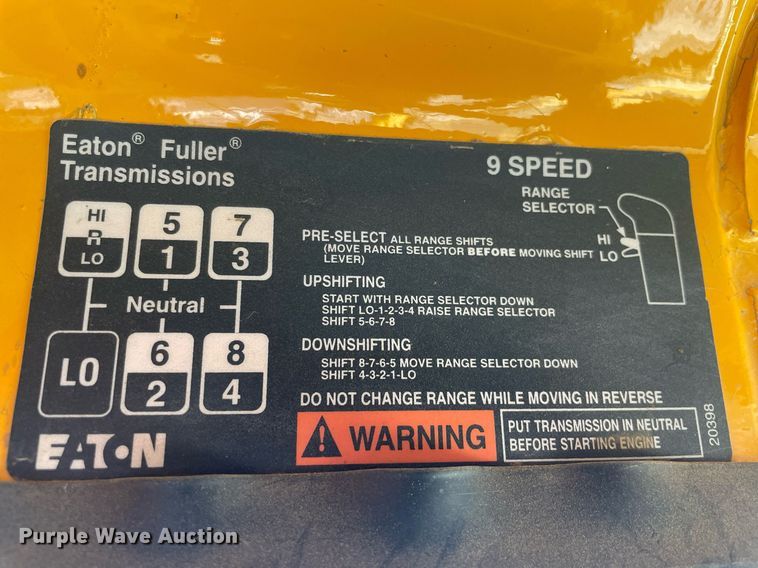 Eaton® Fuller®
Transmissions
9 SPEED
RANGE
SELECTOR
HI
LO
HI
R
LO
5
1
7
3
Neutral
LO
6
2
8
4
PRE-SELECT ALL RANGE SHIFTS
(MOVE RANGE SELECTOR BEFORE MOVING SHIFT
LEVER)
UPSHIFTING
START WITH RANGE SELECTOR DOWN
SHIFT LO-1-2-3-4 RAISE RANGE SELECTOR
SHIFT 5-6-7-8
DOWNSHIFTING
SHIFT 8-7-6-5 MOVE RANGE SELECTOR DOWN
SHIFT 4-3-2-1-LO
DO NOT CHANGE RANGE WHILE MOVING IN REVERSE
WARNING
PUT TRANSMISSION IN NEUTRAL
BEFORE STARTING ENGINE
20398
EATON
Purple Wave Auction